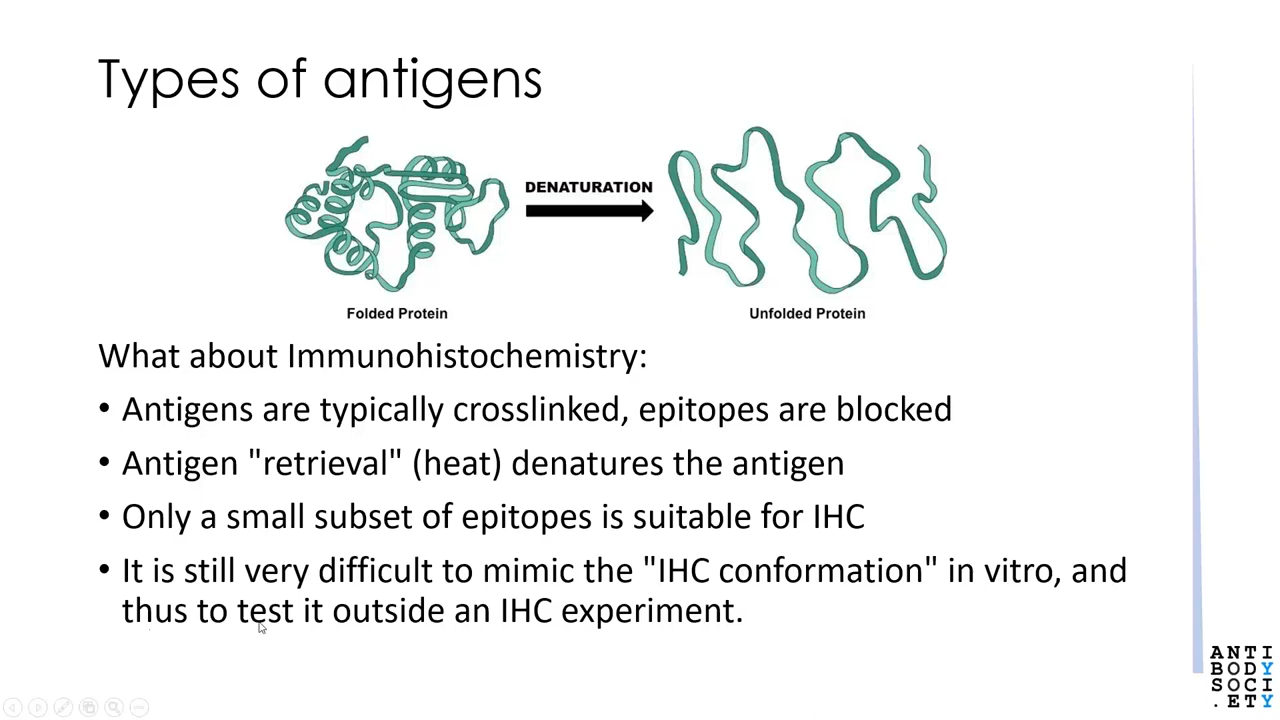 Types of antigens
DENATURATION
Folded Protein
Unfolded Protein
What about Immunohistochemistry:
• Antigens are typically crosslinked, epitopes are blocked
• Antigen "retrieval" (heat) denatures the antigen
• Only a small subset of epitopes is suitable for IHC
• It is still very difficult to mimic the "IHC conformation" in vitro, and
thus to test it outside an IHC experiment.
ANTI
BODY
SOCI
.ETY